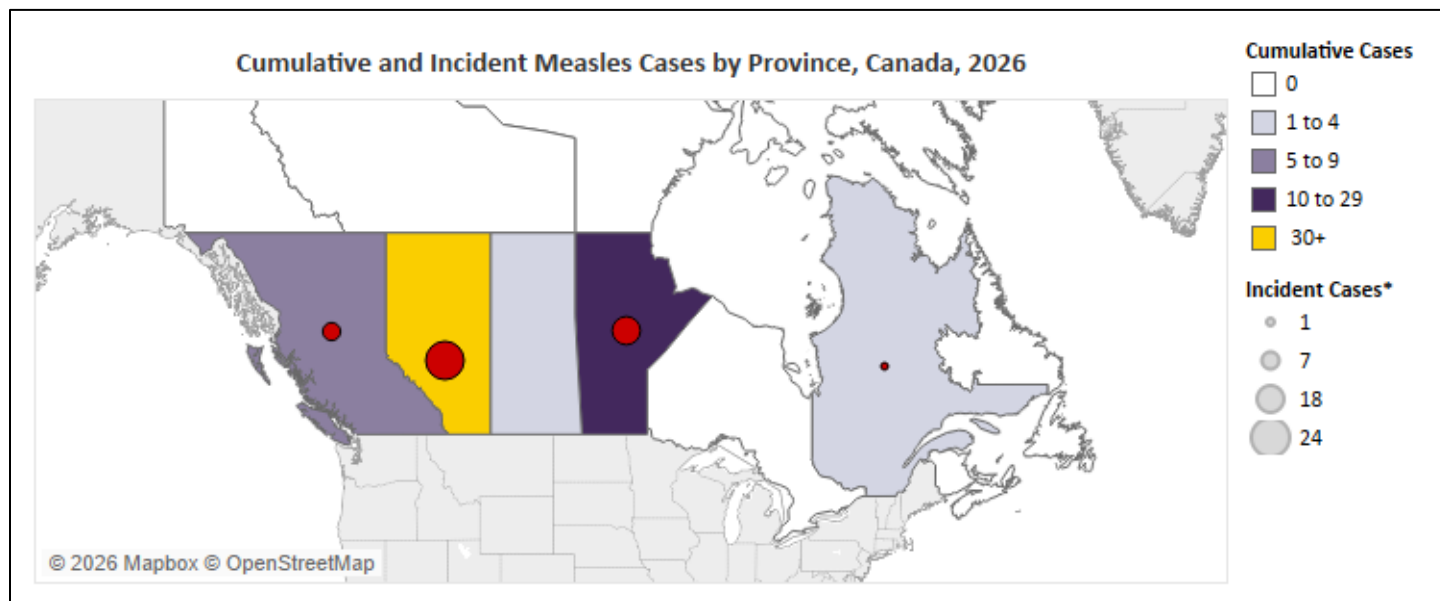 Cumulative and Incident Measles Cases by Province, Canada, 2026
Cumulative Cases
0
1 to 4
5 to 9
10 to 29
30+
Incident Cases*
1
7
18
24
© 2026 Mapbox © OpenStreetMap